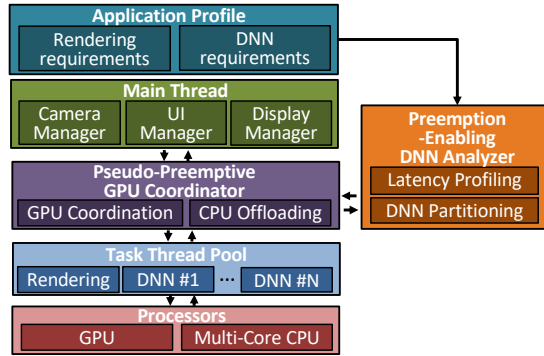 Application Profile
Rendering
requirements
DNN
requirements
Main Thread
Camera
Manager
UI
Manager
Display
Manager
Preemption
-Enabling
DNN Analyzer
Latency Profiling
DNN Partitioning
Pseudo-Preemptive
GPU Coordinator
GPU Coordination
CPU Offloading
Task Thread Pool
Rendering
DNN #1
...
DNN #N
Processors
GPU
Multi-Core CPU